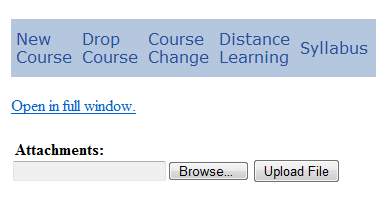 New Course Drop Course Course Change Distance Learning Syllabus
Open in full window.
Attachments:
Browse... Upload File